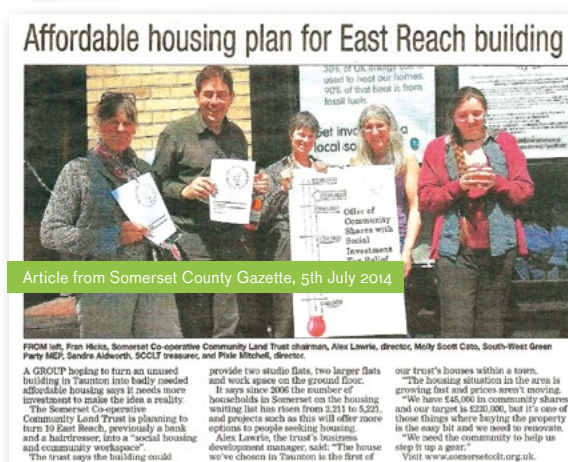 Affordable housing plan for East Reach building
30% of UK energy use is
used to heat our homes.
90% of that heat is from
fossil fuels.
Get invo a
local so
Offer of
Community
Shares with
Social
Investment
Tax Relief
Article from Somerset County Gazette, 5th July 2014
FROM left, Fran Hicks, Somerset Co-operative Community Land Trust chairman, Alex Lawrie, director, Molly Scott Cato, South-West Green
Party MEP, Sandra Aldworth, SCCLT treasurer, and Pixie Mitchell, director.
A GROUP hoping to turn an unused
building in Taunton into badly needed
affordable housing says it needs more
investment to make the idea a reality.
The Somerset Co-operative
Community Land Trust is planning to
turn 10 East Reach, previously a bank
and a hairdresser, into a "social housing
and community workspace".
The trust says the building could
provide two studio flats, two larger flats
and work space on the ground floor.
It says since 2006 the number of
households in Somerset on the housing
waiting list has risen from 2,211 to 5,221,
and projects such as this will offer more
options to people seeking housing.
Alex Lawrie, the trust's business
development manager, said: "The house
we've chosen in Taunton is the first of
our trust's houses within a town.
"The housing situation in the area is
growing fast and prices aren't moving.
"We have £45,000 in community shares
and our target is £220,000, but it's one of
those things where buying the property
is the easy bit and we need to renovate.
"We need the community to help us
step it up a gear."
Visit www.somersetcclt.org.uk.